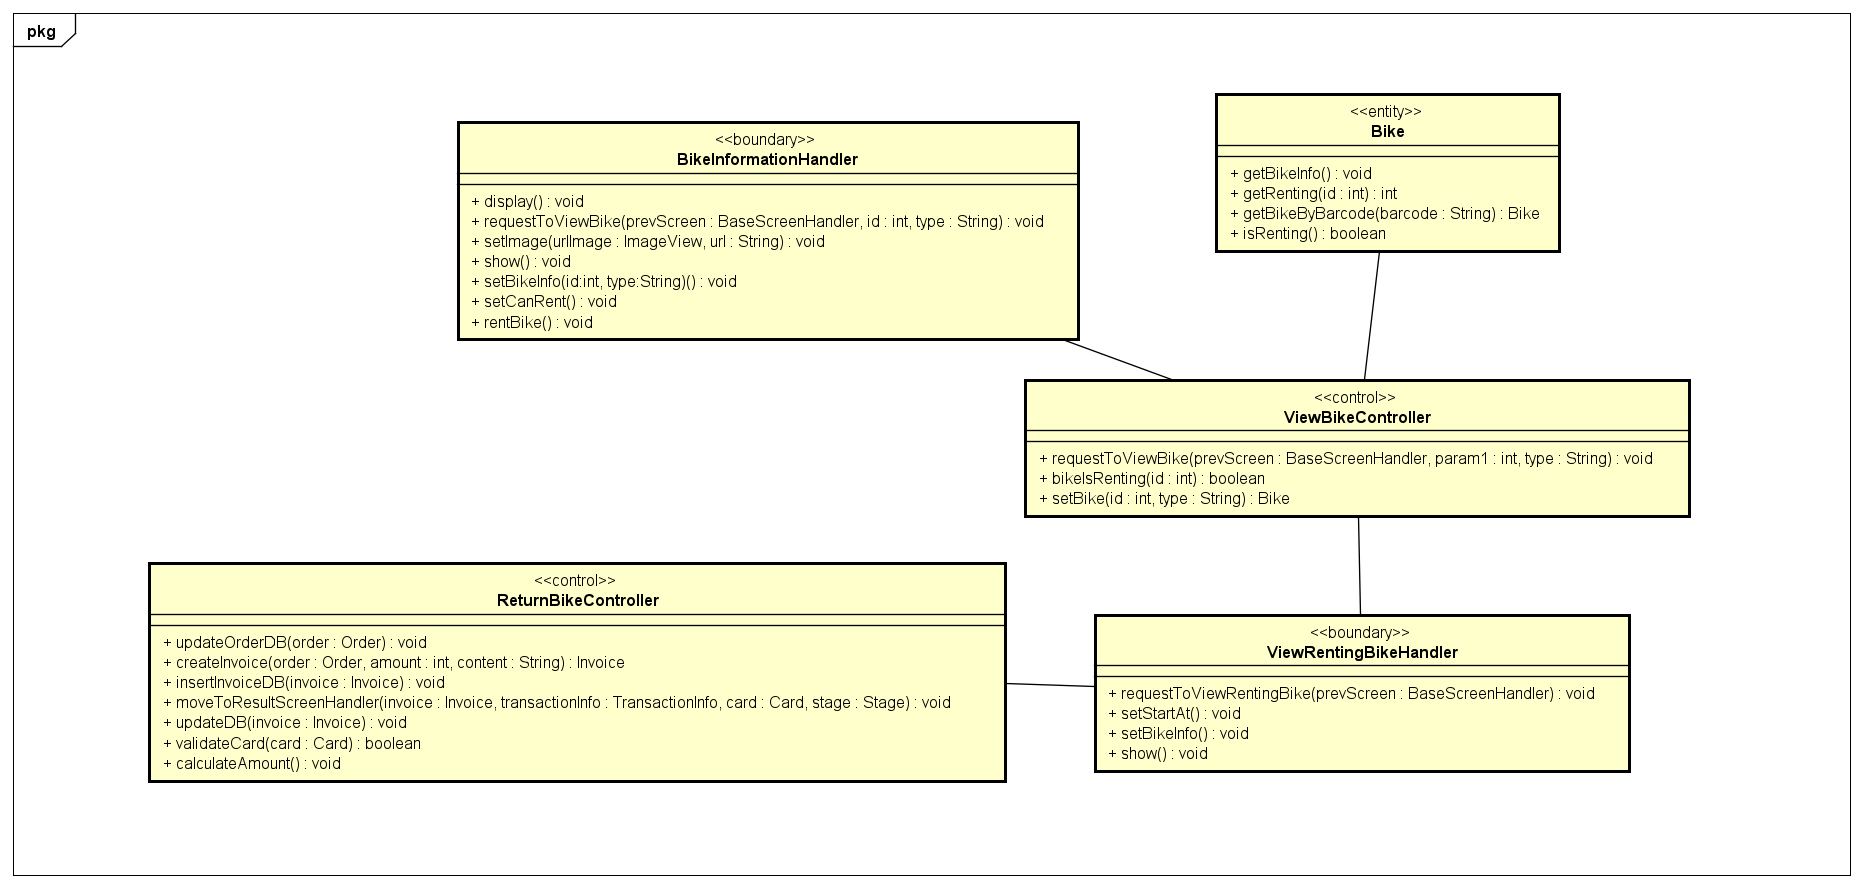 pkg
<<boundary>>
BikeInformationHandler
+ display() : void
+ requestToViewBike(prevScreen : BaseScreenHandler, id : int, type : String) : void
+ setImage(urlImage : ImageView, url : String) : void
+ show() : void
+ setBikeInfo(id:int, type:String)() : void
+ setCanRent() : void
+ rentBike() : void
<<entity>>
Bike
+ getBikeInfo() : void
+ getRenting(id : int) : int
+ getBikeByBarcode(barcode : String) : Bike
+ isRenting() : boolean
<<control>>
ViewBikeController
+ requestToViewBike(prevScreen : BaseScreenHandler, param1 : int, type : String) : void
+ bikeIsRenting(id : int) : boolean
+ setBike(id : int, type : String) : Bike
<<control>>
ReturnBikeController
+ updateOrderDB(order : Order) : void
+ createInvoice(order : Order, amount : int, content : String) : Invoice
+ insertInvoiceDB(invoice : Invoice) : void
+ moveToResultScreenHandler(invoice : Invoice, transactionInfo : TransactionInfo, card : Card, stage : Stage) : void
+ updateDB(invoice : Invoice) : void
+ validateCard(card : Card) : boolean
+ calculateAmount() : void
<<boundary>>
ViewRentingBikeHandler
+ requestToViewRentingBike(prevScreen : BaseScreenHandler) : void
+ setStartAt() : void
+ setBikeInfo() : void
+ show() : void